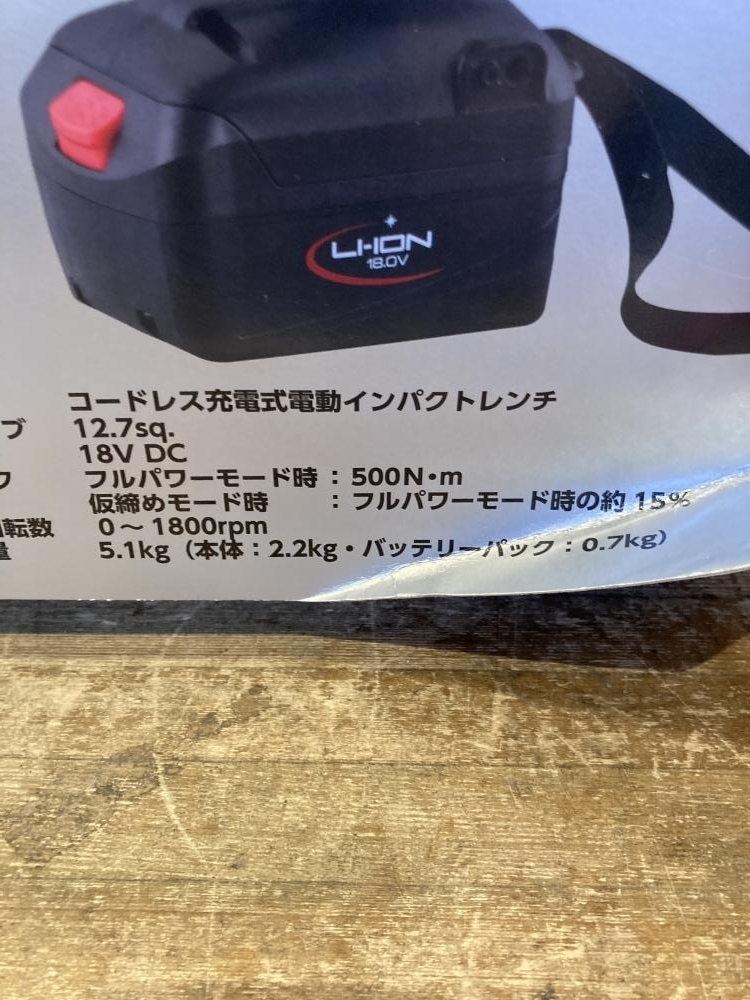 LI-ION
18.0V
コードレス充電式電動インパクトレンチ
ブ 12.7sq.
18V DC
フルパワーモード時：500N・m
仮締めモード時 ：フルパワーモード時の約 15%
転数 0～1800rpm
量 5.1kg（本体：2.2kg・バッテリーパック：0.7kg）